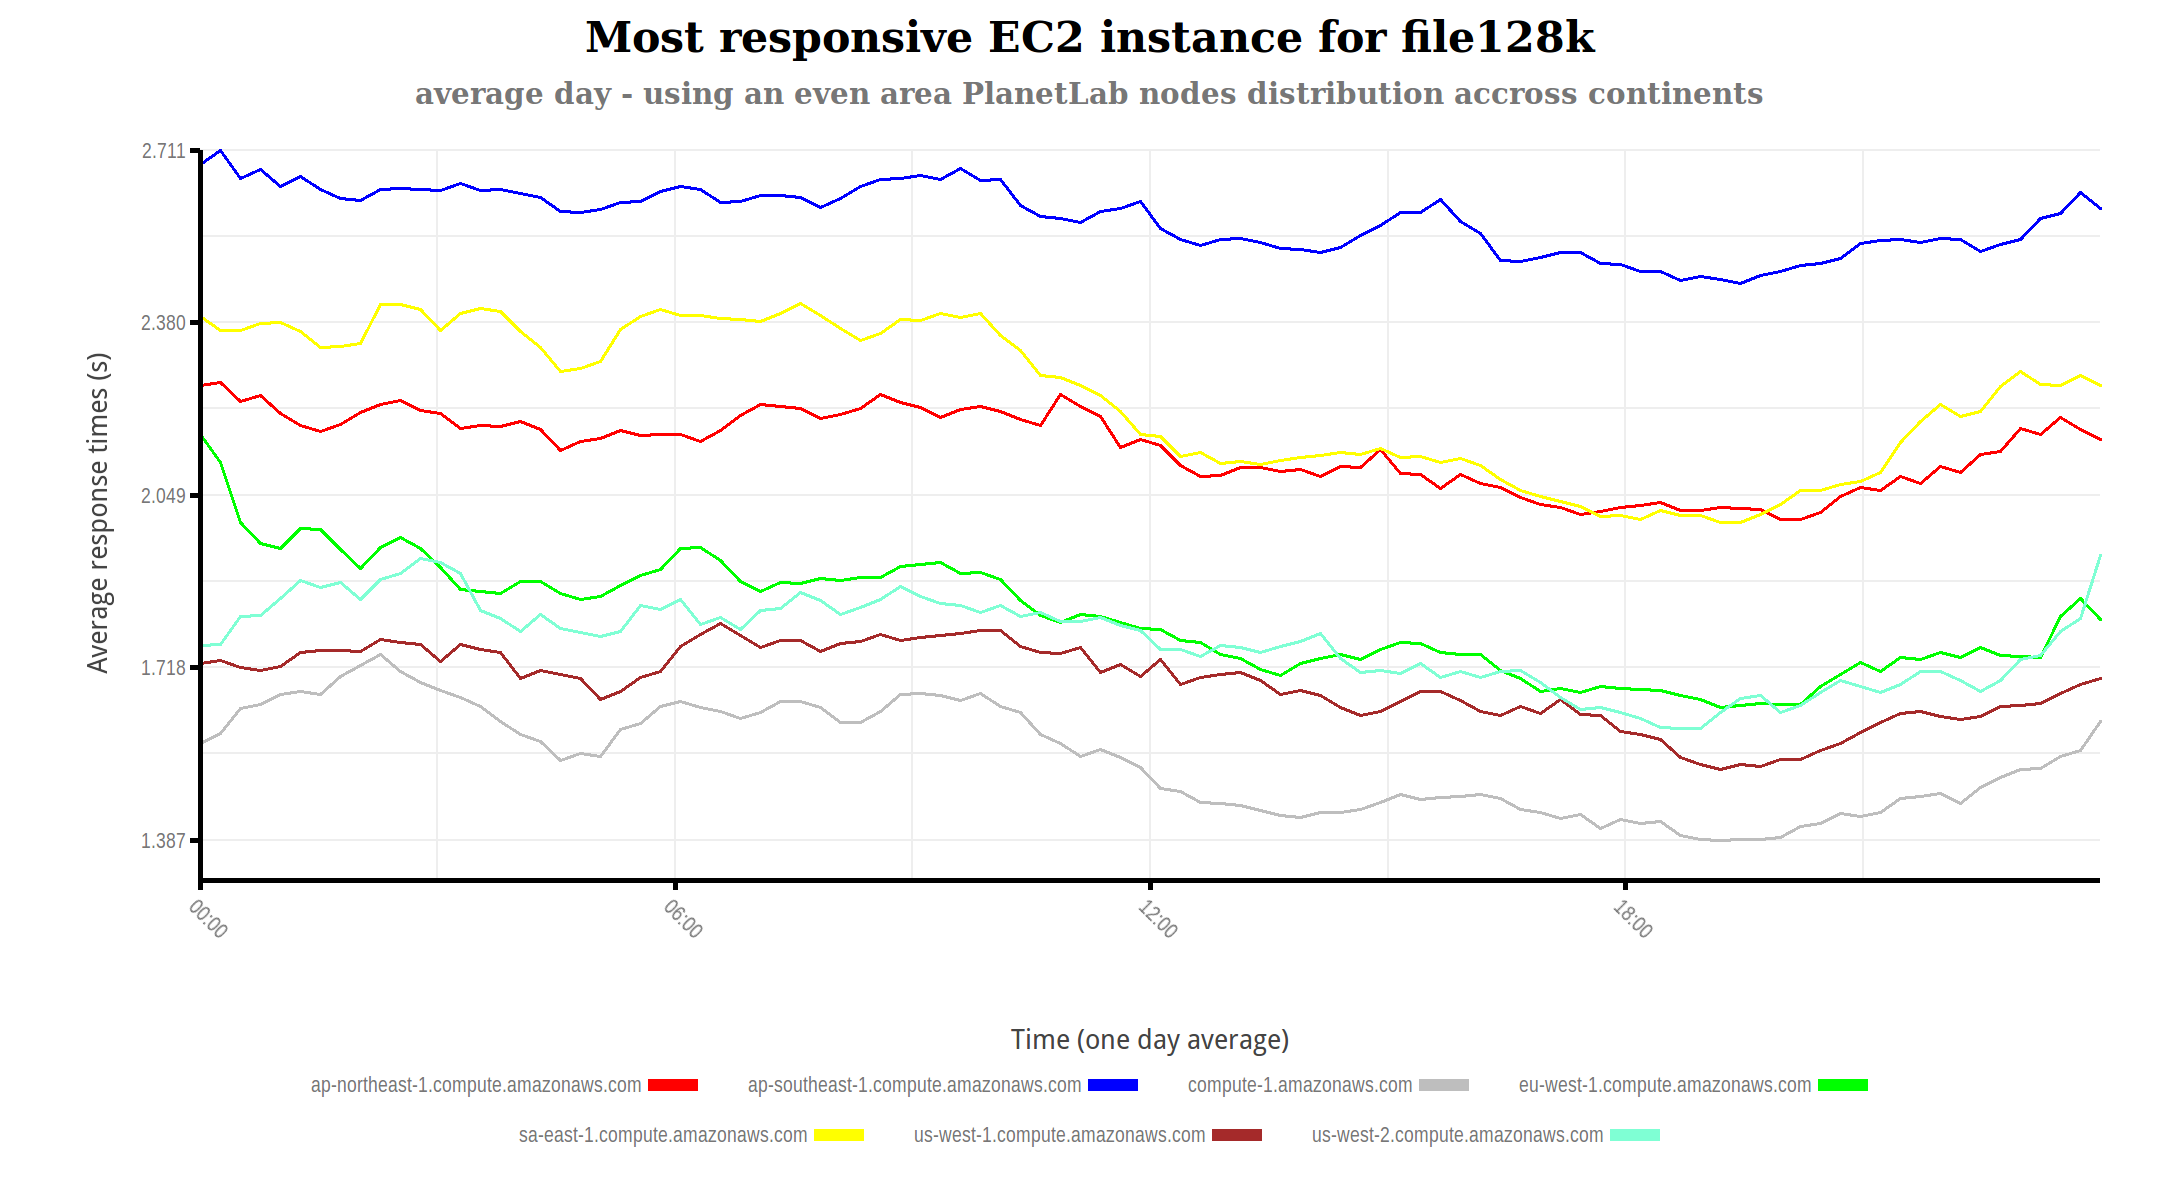 Most responsive EC2 instance for file128k
average day - using an even area PlanetLab nodes distribution accross continents
Average response times (s)
2.711
2.380
2.049
1.718
1.387
00:00
06:00
12:00
18:00
Time (one day average)
ap-northeast-1.compute.amazonaws.com
ap-southeast-1.compute.amazonaws.com
compute-1.amazonaws.com
eu-west-1.compute.amazonaws.com
sa-east-1.compute.amazonaws.com
us-west-1.compute.amazonaws.com
us-west-2.compute.amazonaws.com